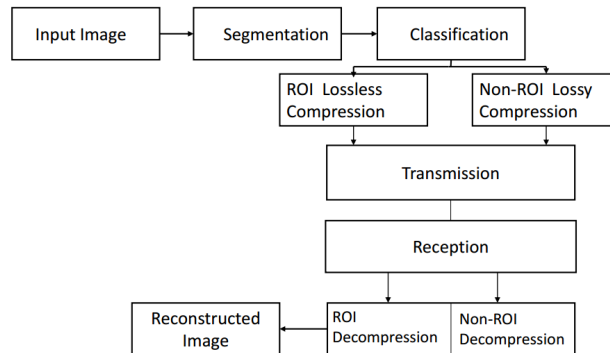 Input Image
Segmentation
Classification
ROI Lossless
Compression
Non-ROI Lossy
Compression
Transmission
Reception
Reconstructed
Image
ROI
Decompression
Non-ROI
Decompression